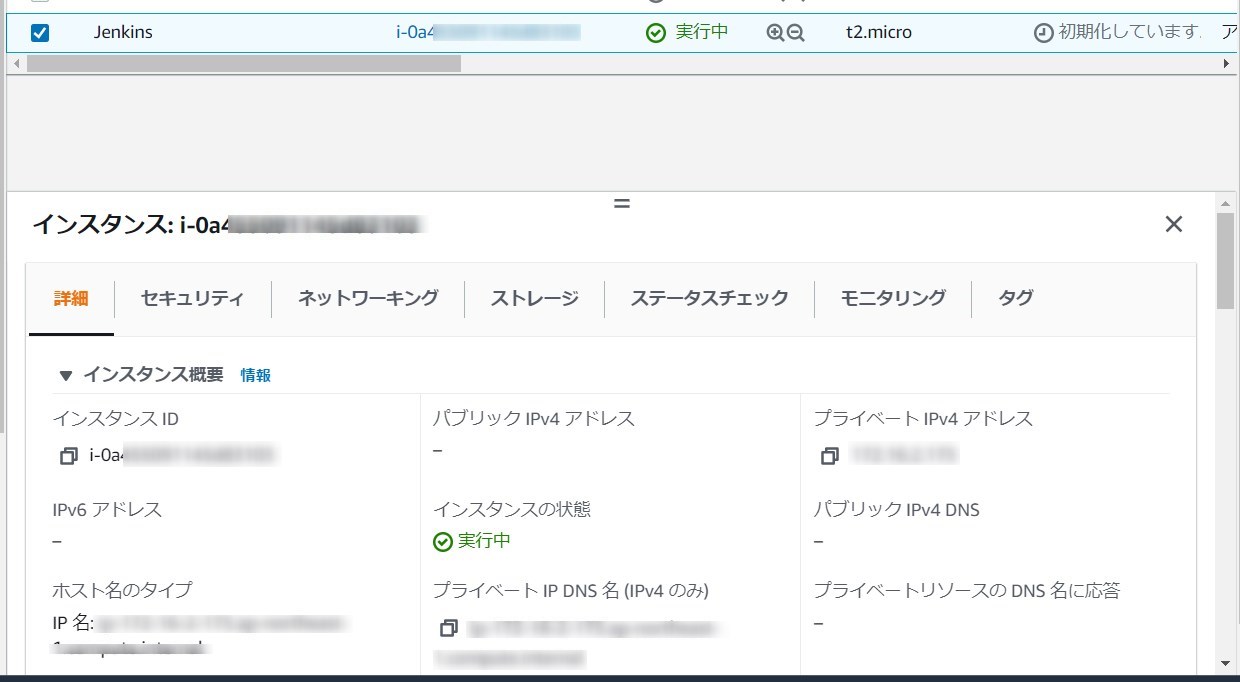 Jenkins i-0a4 実行中 t2.micro 初期化しています ア
インスタンス: i-0a4
詳細 セキュリティ ネットワーキング ストレージ ステータスチェック モニタリング タグ
▼ インスタンス概要 情報
インスタンス ID パブリック IPv4 アドレス プライベート IPv4 アドレス
i-0a4 –
IPv6 アドレス インスタンスの状態 パブリック IPv4 DNS
– 実行中 –
ホスト名のタイプ プライベート IP DNS 名 (IPv4 のみ) プライベートリソースの DNS 名に応答
IP 名: –